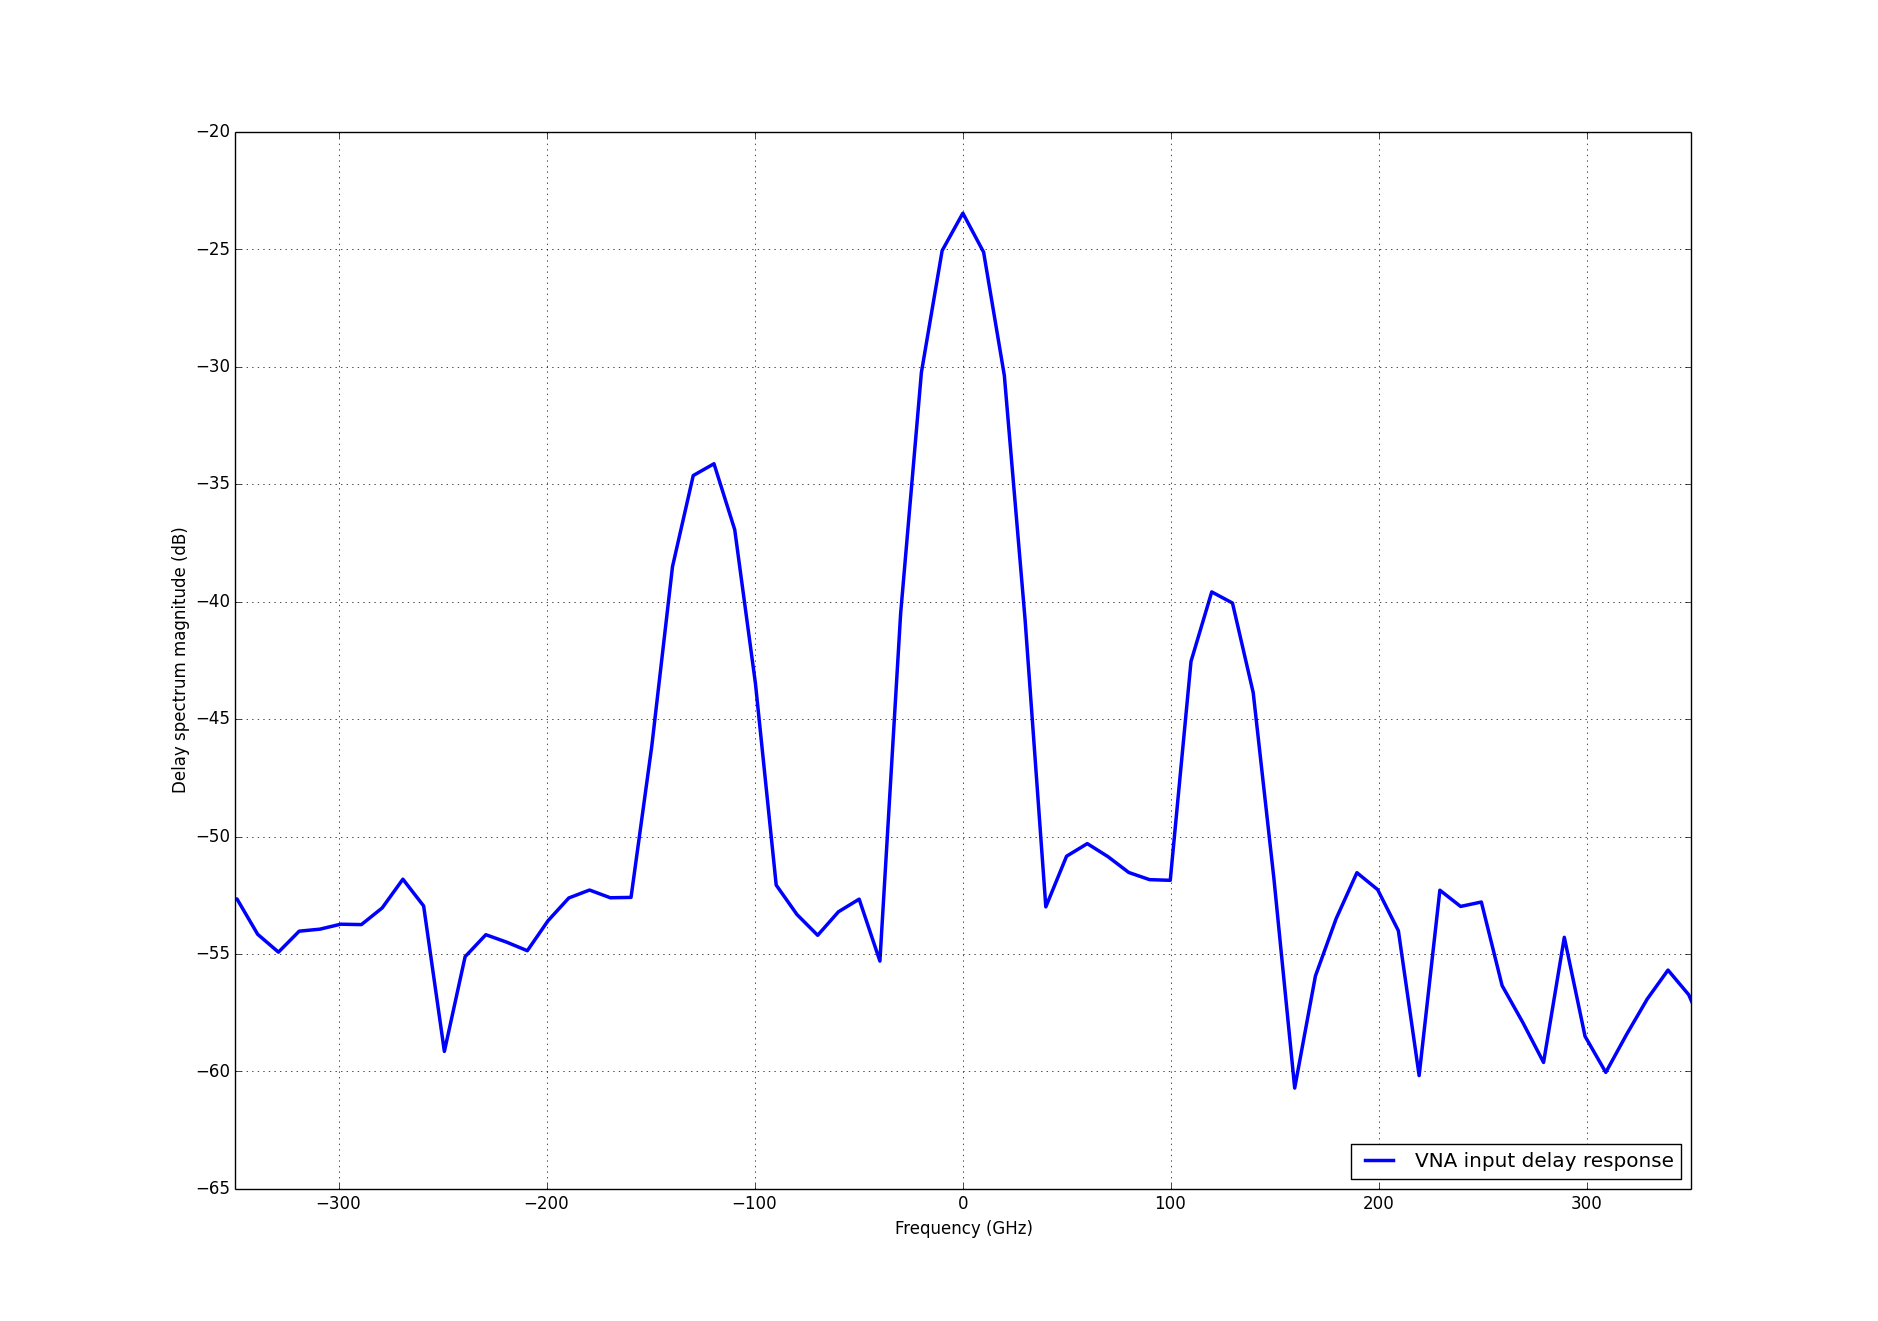 −20
−25
−30
−35
−40
−45
−50
−55
−60
−65
Delay spectrum magnitude (dB)
VNA input delay response
−300 −200 −100 0 100 200 300
Frequency (GHz)